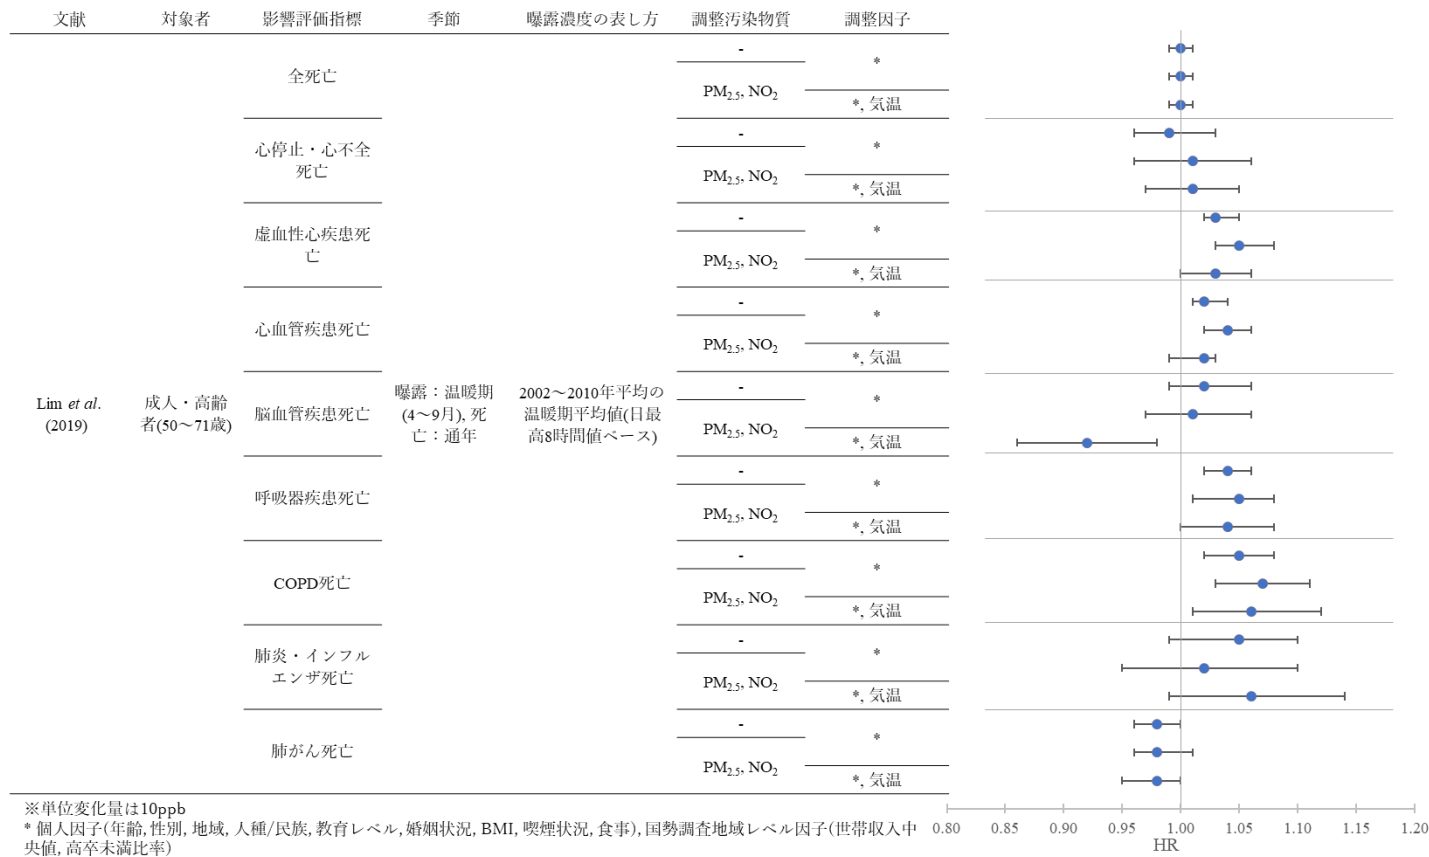 文献 対象者 影響評価指標 季節 曝露濃度の表し方 調整汚染物質 調整因子
-
*
全死亡
PM2.5, NO2
*, 気温
-
心停止・心不全
死亡
*
PM2.5, NO2
*, 気温
-
虚血性心疾患死
亡
*
PM2.5, NO2
*, 気温
-
*
心血管疾患死亡
PM2.5, NO2
*, 気温
Lim et al.
(2019)
成人・高齢
者(50～71歳)
曝露：温暖期
(4～9月), 死
亡：通年
2002～2010年平均の
温暖期平均値(日最
高8時間値ベース)
-
*
脳血管疾患死亡
PM2.5, NO2
*, 気温
-
*
呼吸器疾患死亡
PM2.5, NO2
*, 気温
-
*
COPD死亡
PM2.5, NO2
*, 気温
-
肺炎・インフル
エンザ死亡
*
PM2.5, NO2
*, 気温
-
*
肺がん死亡
PM2.5, NO2
*, 気温
※単位変化量は10ppb
* 個人因子(年齢, 性別, 地域, 人種/民族, 教育レベル, 婚姻状況, BMI, 喫煙状況, 食事), 国勢調査地域レベル因子(世帯収入中
央値, 高卒未満比率)
0.80 0.85 0.90 0.95 1.00 1.05 1.10 1.15 1.20
HR